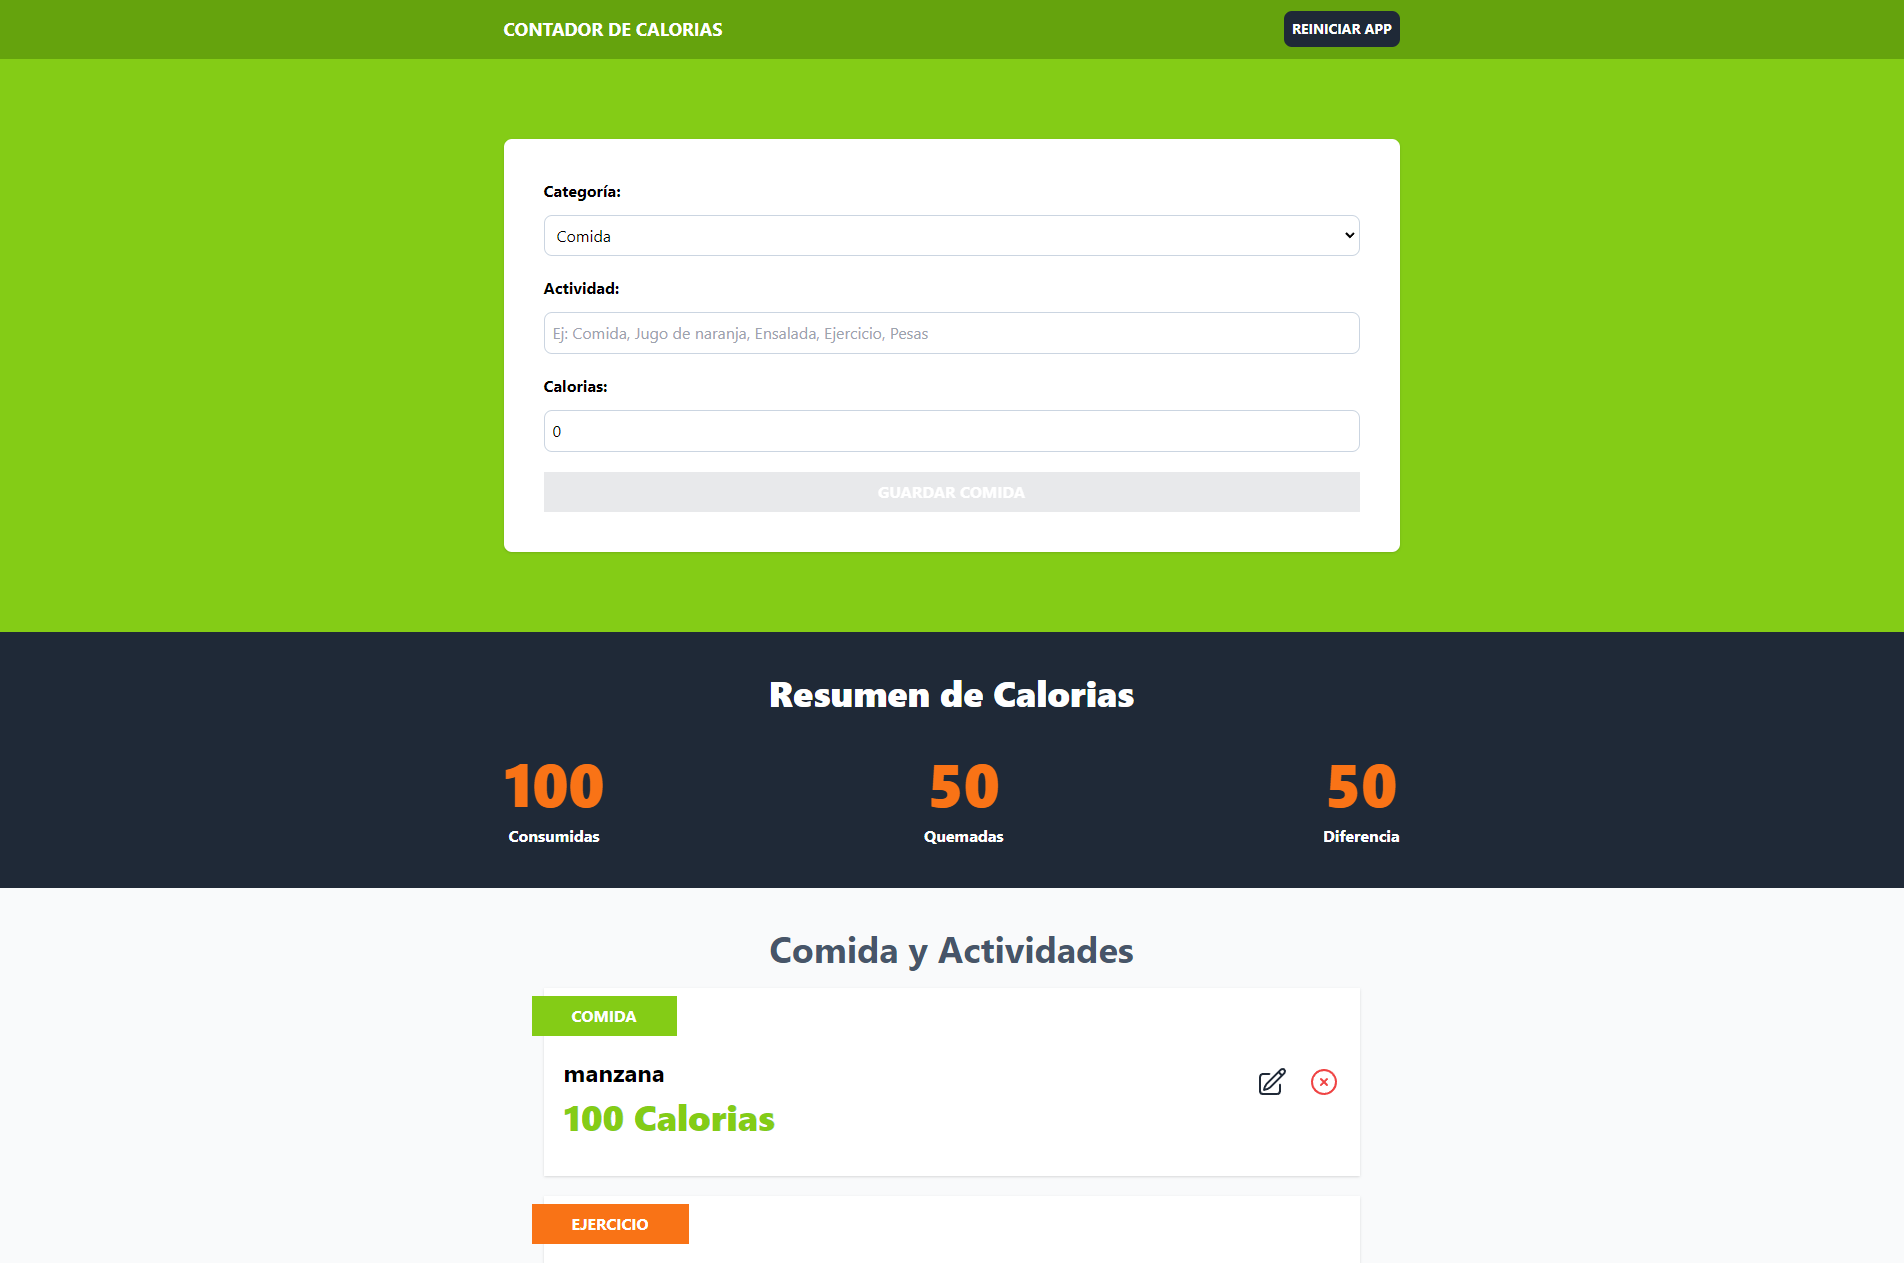 CONTADOR DE CALORIAS
REINICIAR APP
Categoría:
Comida
Actividad:
Ej: Comida, Jugo de naranja, Ensalada, Ejercicio, Pesas
Calorias:
0
GUARDAR COMIDA
Resumen de Calorias
100 50 50
Consumidas Quemadas Diferencia
Comida y Actividades
COMIDA
manzana
100 Calorias
EJERCICIO